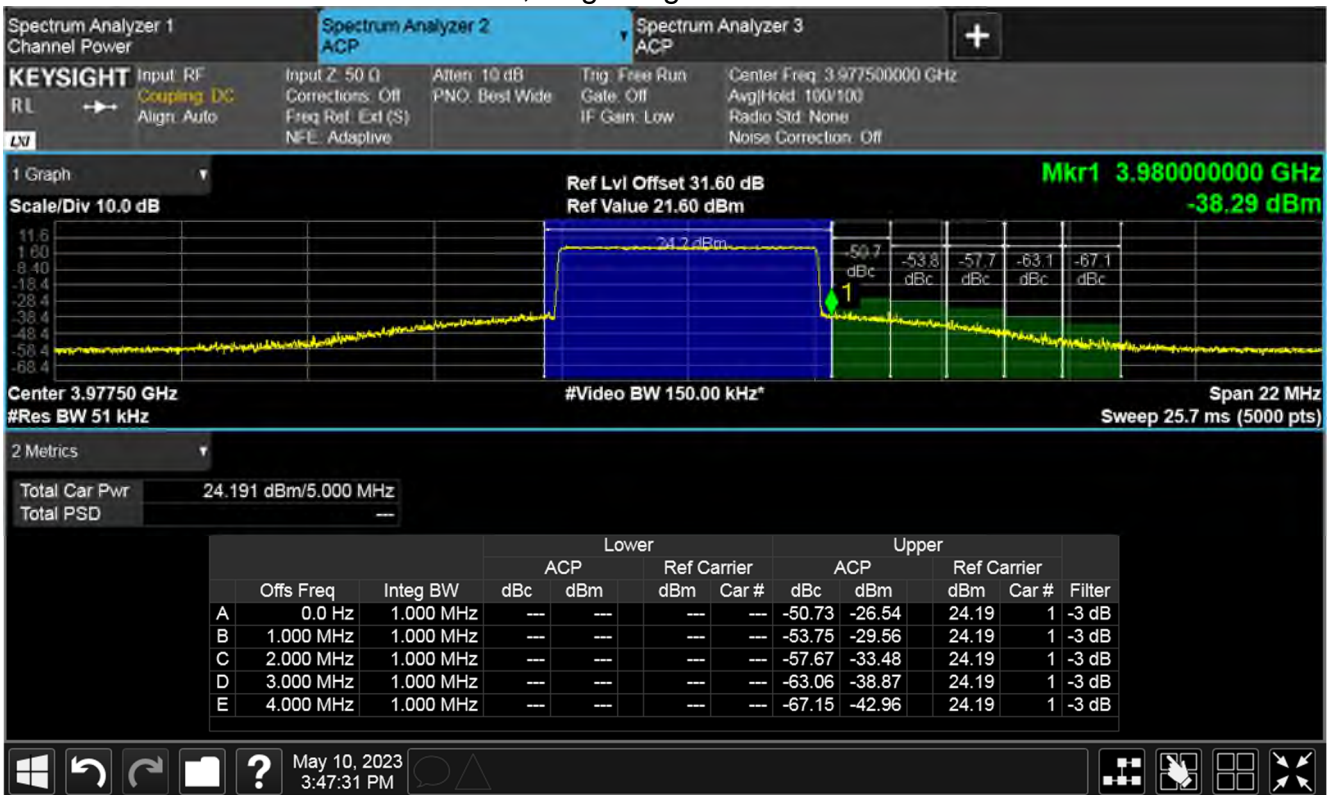 Spectrum Analyzer 1
Channel Power
Spectrum Analyzer 2
ACP
Spectrum Analyzer 3
ACP
+
KEYSIGHT
RL
LXI
Input: RF
Coupling: DC
Align: Auto
Input Z: 50 Ω
Corrections: Off
Freq Ref: Ext (S)
NFE: Adaptive
Atten: 10 dB
PNO: Best Wide
Trig: Free Run
Gate: Off
IF Gain: Low
Center Freq: 3.977500000 GHz
Avg|Hold: 100/100
Radio Std: None
Noise Correction: Off
1 Graph
Scale/Div 10.0 dB
Ref Lvl Offset 31.60 dB
Ref Value 21.60 dBm
Mkr1 3.980000000 GHz
-38.29 dBm
11.6
1.60
-8.40
-18.4
-28.4
-38.4
-48.4
-58.4
-68.4
24.2 dBm
-50.7 dBc
-53.8 dBc
-57.7 dBc
-63.1 dBc
-67.1 dBc
1
Center 3.97750 GHz
#Res BW 51 kHz
#Video BW 150.00 kHz*
Span 22 MHz
Sweep 25.7 ms (5000 pts)
2 Metrics
Total Car Pwr 24.191 dBm/5.000 MHz
Total PSD ---
Lower Upper
ACP Ref Carrier ACP Ref Carrier
Offs Freq Integ BW dBc dBm dBm Car # dBc dBm dBm Car # Filter
A 0.0 Hz 1.000 MHz --- --- --- --- -50.73 -26.54 24.19 1 -3 dB
B 1.000 MHz 1.000 MHz --- --- --- --- -53.75 -29.56 24.19 1 -3 dB
C 2.000 MHz 1.000 MHz --- --- --- --- -57.67 -33.48 24.19 1 -3 dB
D 3.000 MHz 1.000 MHz --- --- --- --- -63.06 -38.87 24.19 1 -3 dB
E 4.000 MHz 1.000 MHz --- --- --- --- -67.15 -42.96 24.19 1 -3 dB
?
May 10, 2023
3:47:31 PM